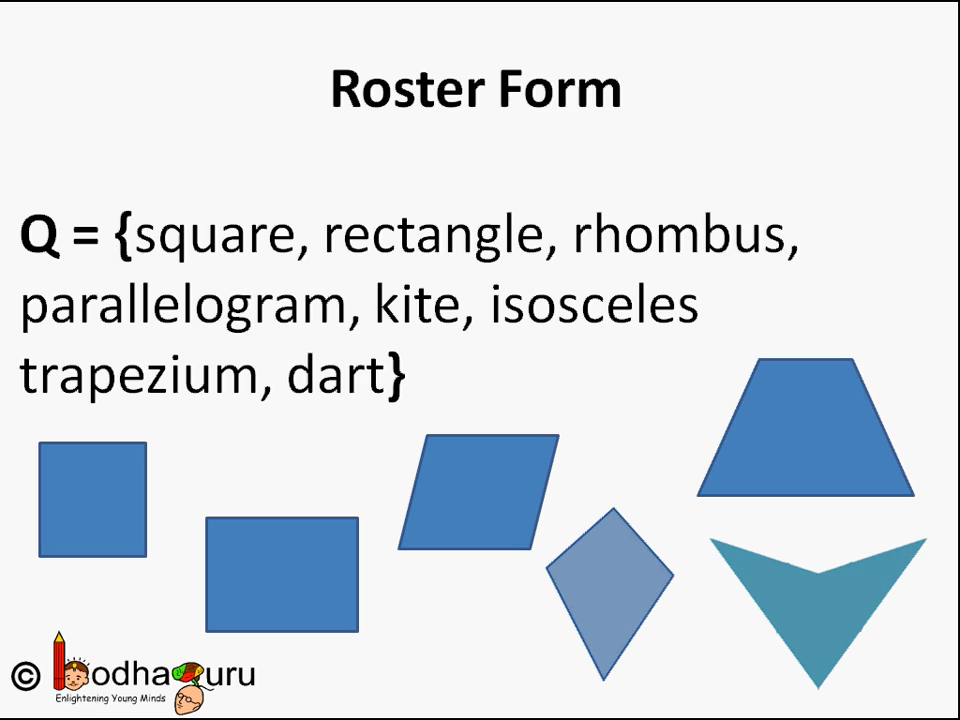 Roster Form
Q = {square, rectangle, rhombus,
parallelogram, kite, isosceles
trapezium, dart}
© bodhaguru
Enlightening Young Minds